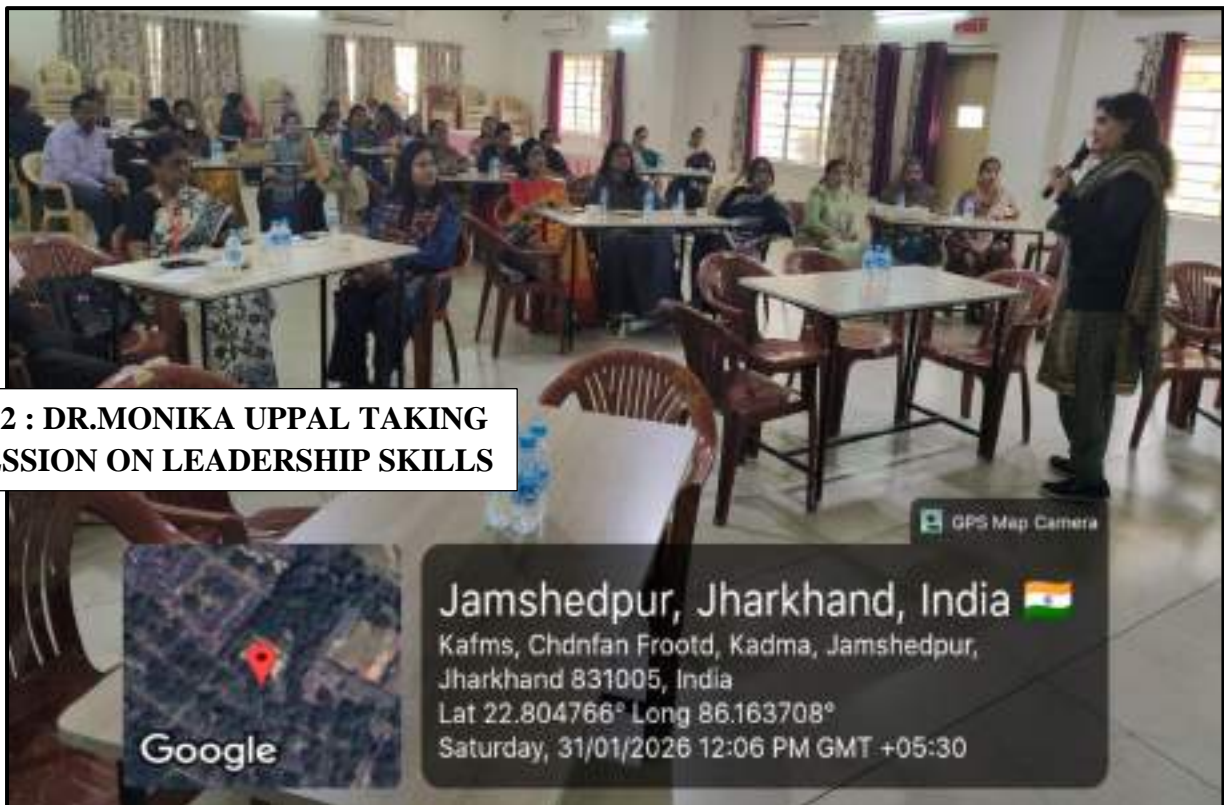 2 : DR.MONIKA UPPAL TAKING
SSION ON LEADERSHIP SKILLS
GPS Map Camera
Jamshedpur, Jharkhand, India
Kafms, Chdnfan Frootd, Kadma, Jamshedpur,
Jharkhand 831005, India
Lat 22.804766° Long 86.163708°
Saturday, 31/01/2026 12:06 PM GMT +05:30
Google